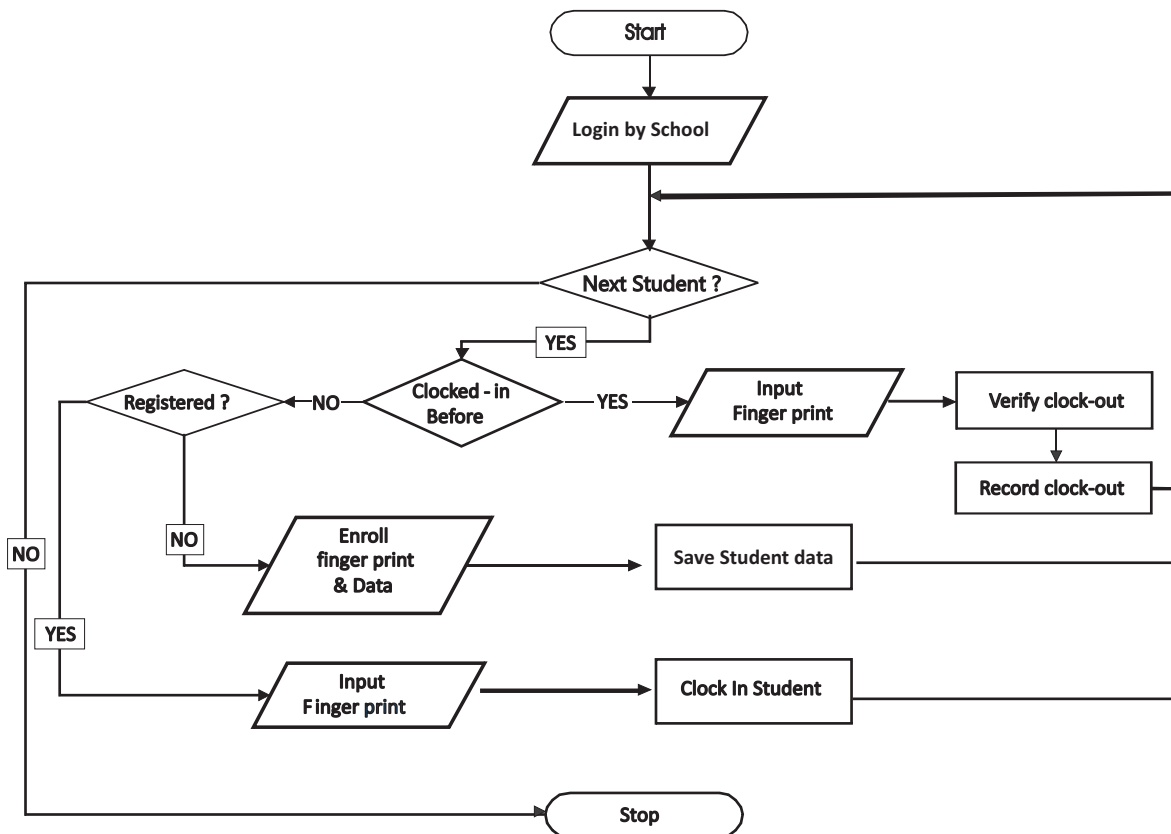 Start
Login by School
Next Student ?
YES
Registered ?
NO
Clocked - in
Before
YES
Input
Finger print
Verify clock-out
Record clock-out
NO
NO
Enroll
finger print
& Data
Save Student data
YES
Input
Finger print
Clock In Student
Stop